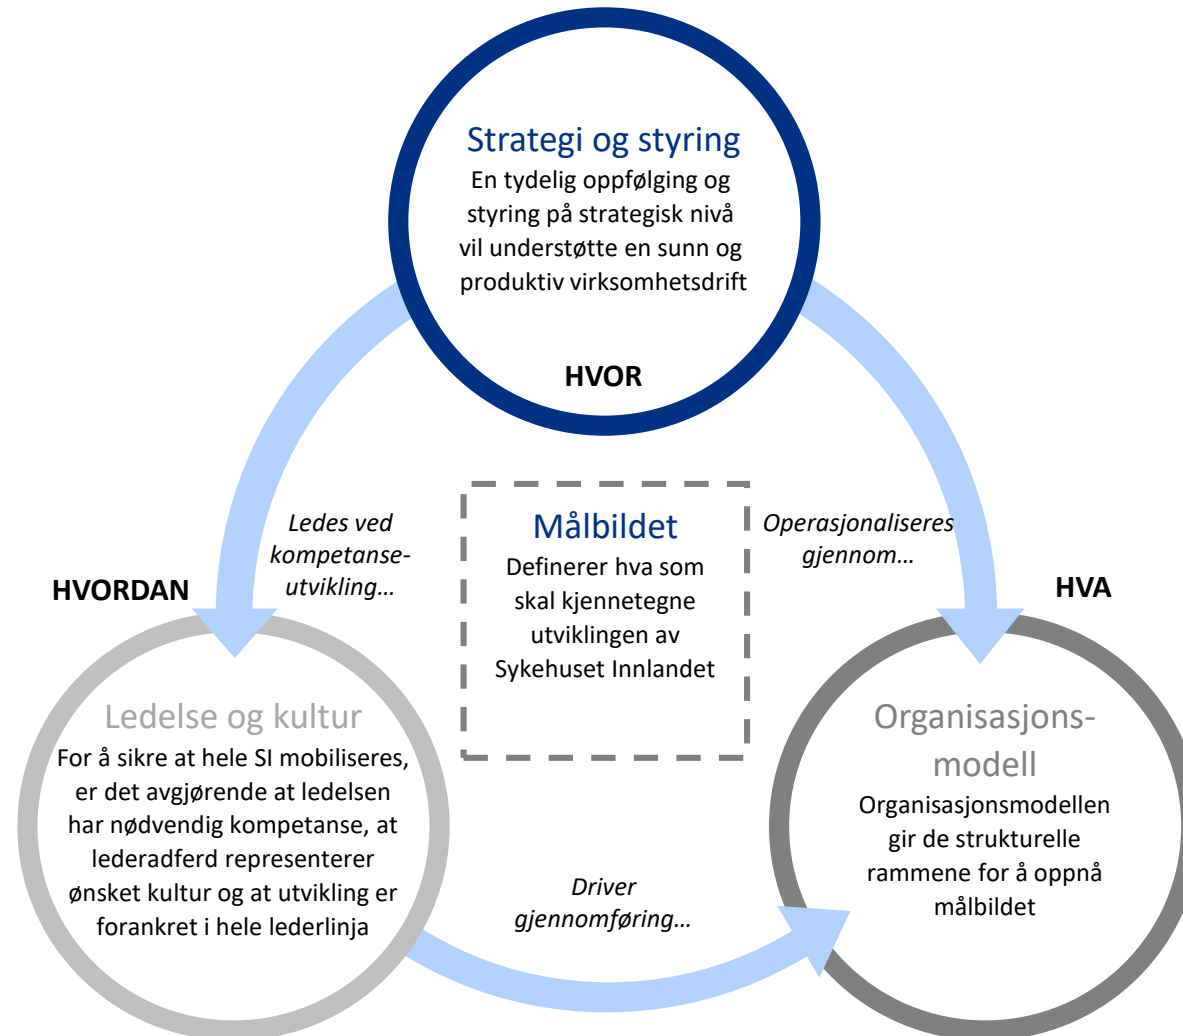 Strategi og styring
En tydelig oppfølging og
styring på strategisk nivå
vil understøtte en sunn og
produktiv virksomhetsdrift
HVOR
Ledes ved
kompetanse-
utvikling…
Målbildet
Definerer hva som
skal kjennetegne
utviklingen av
Sykehuset Innlandet
Operasjonaliseres
gjennom…
HVORDAN
HVA
Ledelse og kultur
For å sikre at hele SI mobiliseres,
er det avgjørende at ledelsen
har nødvendig kompetanse, at
lederadferd representerer
ønsket kultur og at utvikling er
forankret i hele lederlinja
Organisasjons-
modell
Organisasjonsmodellen
gir de strukturelle
rammene for å oppnå
målbildet
Driver
gjennomføring…